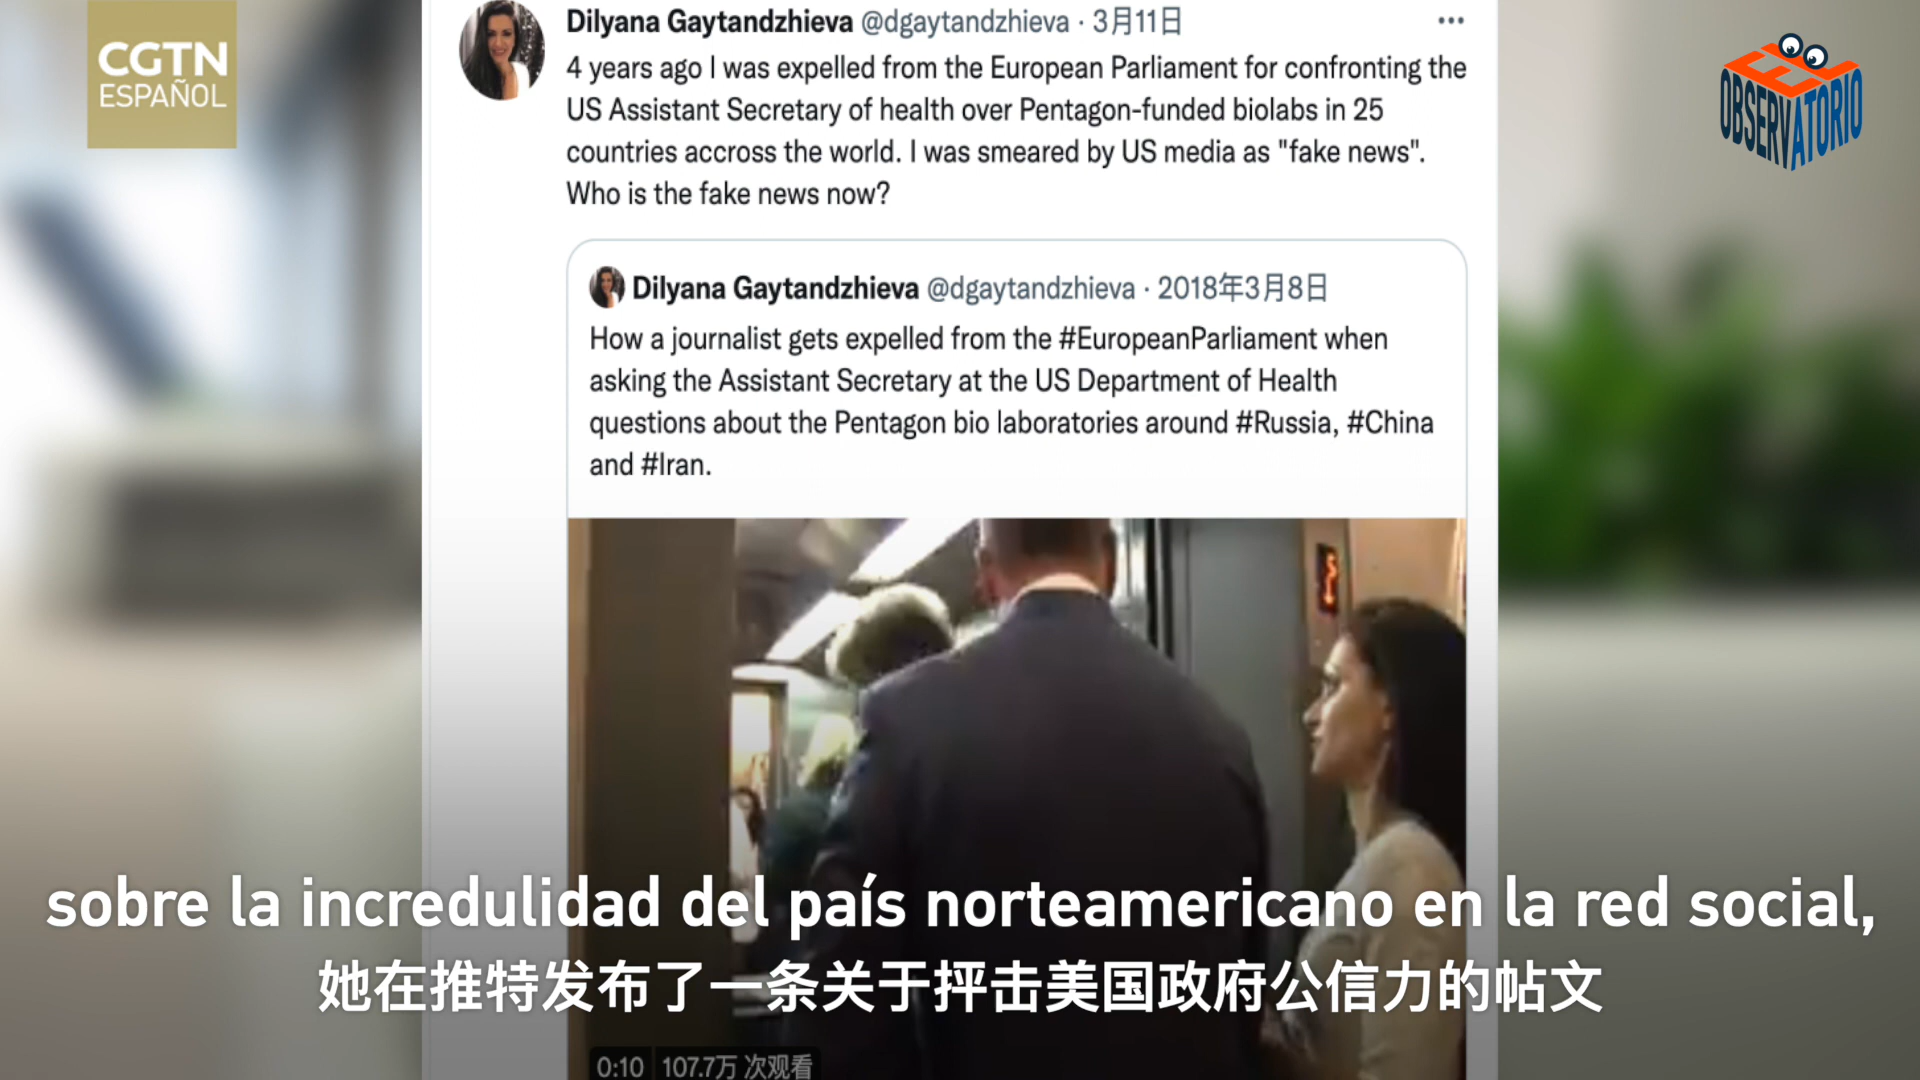 CGTN
ESPAÑOL
EL
OBSERVATORIO
Dilyana Gaytandzhieva @dgaytandzhieva · 3月11日
4 years ago I was expelled from the European Parliament for confronting the
US Assistant Secretary of health over Pentagon-funded biolabs in 25
countries accross the world. I was smeared by US media as "fake news".
Who is the fake news now?
Dilyana Gaytandzhieva @dgaytandzhieva · 2018年3月8日
How a journalist gets expelled from the #EuropeanParliament when
asking the Assistant Secretary at the US Department of Health
questions about the Pentagon bio laboratories around #Russia, #China
and #Iran.
sobre la incredulidad del país norteamericano en la red social,
她在推特发布了一条关于抨击美国政府公信力的帖文
0:10 107.7万 次观看